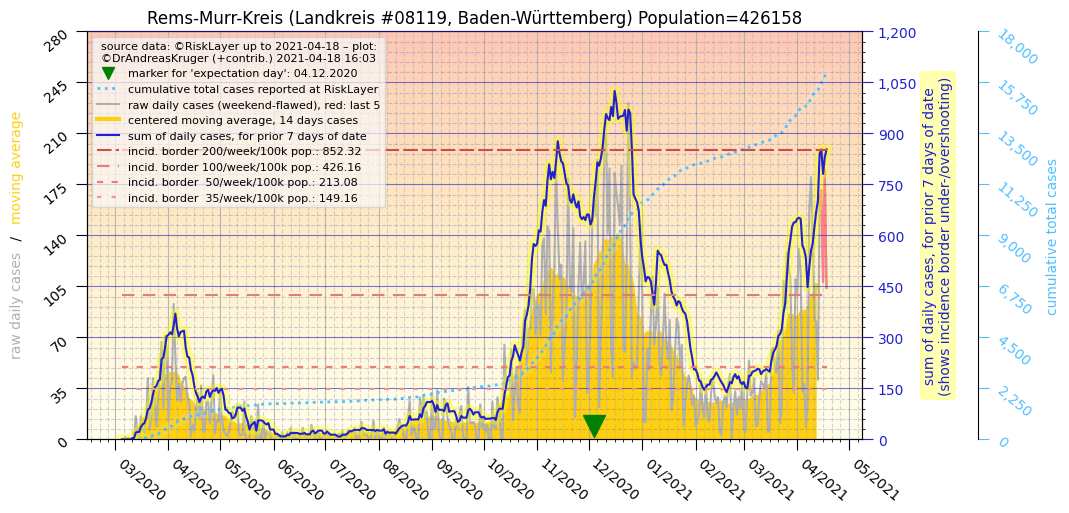 Rems-Murr-Kreis (Landkreis #08119, Baden-Württemberg) Population=426158
source data: ©RiskLayer up to 2021-04-18 – plot:
©DrAndreasKruger (+contrib.) 2021-04-18 16:03
marker for 'expectation day': 04.12.2020
cumulative total cases reported at RiskLayer
raw daily cases (weekend-flawed), red: last 5
centered moving average, 14 days cases
sum of daily cases, for prior 7 days of date
incid. border 200/week/100k pop.: 852.32
incid. border 100/week/100k pop.: 426.16
incid. border  50/week/100k pop.: 213.08
incid. border  35/week/100k pop.: 149.16
raw daily cases / moving average
280
245
210
175
140
105
70
35
0
03/2020
04/2020
05/2020
06/2020
07/2020
08/2020
09/2020
10/2020
11/2020
12/2020
01/2021
02/2021
03/2021
04/2021
05/2021
1,200
1,050
900
750
600
450
300
150
0
sum of daily cases, for prior 7 days of date
(shows incidence border under-/overshooting)
18,000
15,750
13,500
11,250
9,000
6,750
4,500
2,250
0
cumulative total cases